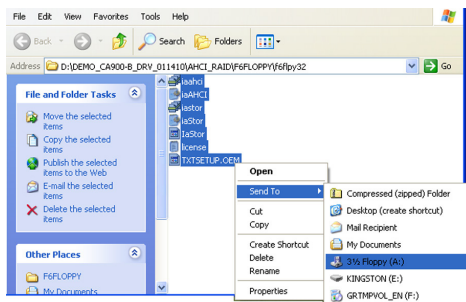 File Edit View Favorites Tools Help
Back Search Folders
Address D:\DEMO_CA900-B_DRV_011410\AHCI_RAID\F6FLOPPY\f6flpy32 Go
File and Folder Tasks
Move the selected
items
Copy the selected
items
Publish the selected
items to the Web
E-mail the selected
items
Delete the selected
items
Other Places
F6FLOPPY
My Documents
iaahci
iaAHCI
iastor
iaStor
IaStor
license
TXTSETUP.OEM
Open
Send To
Cut
Copy
Create Shortcut
Delete
Rename
Properties
Compressed (zipped) Folder
Desktop (create shortcut)
Mail Recipient
My Documents
3½ Floppy (A:)
KINGSTON (E:)
GRTMPVOL_EN (F:)